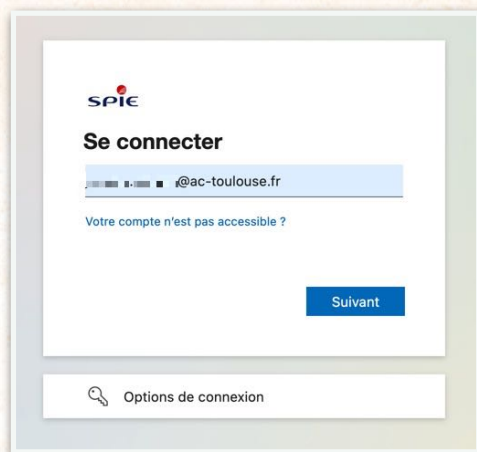 SPIE
Se connecter
@ac-toulouse.fr
Votre compte n'est pas accessible ?
Suivant
Options de connexion